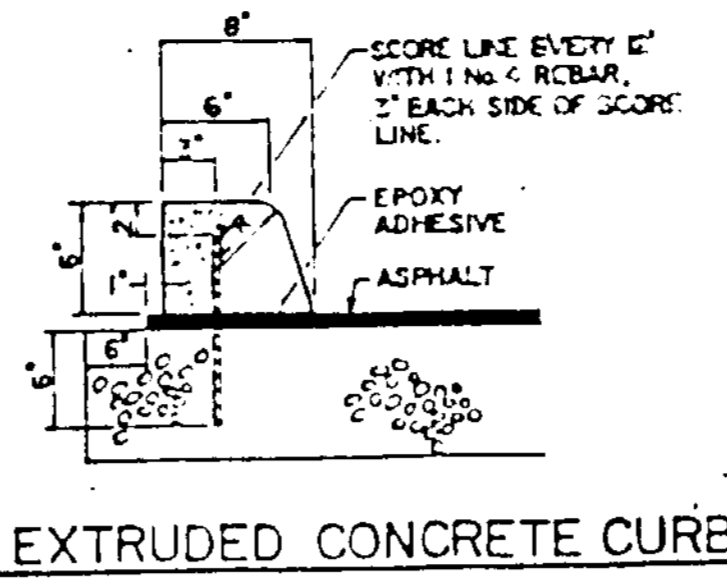 8"
SCORE LINE EVERY 12'
WITH 1 No. 4 REBAR,
EACH SIDE OF SCORE
LINE.
6"
EPOXY
ADHESIVE
2
6"
1"
ASPHALT
6"
6"
EXTRUDED CONCRETE CURB